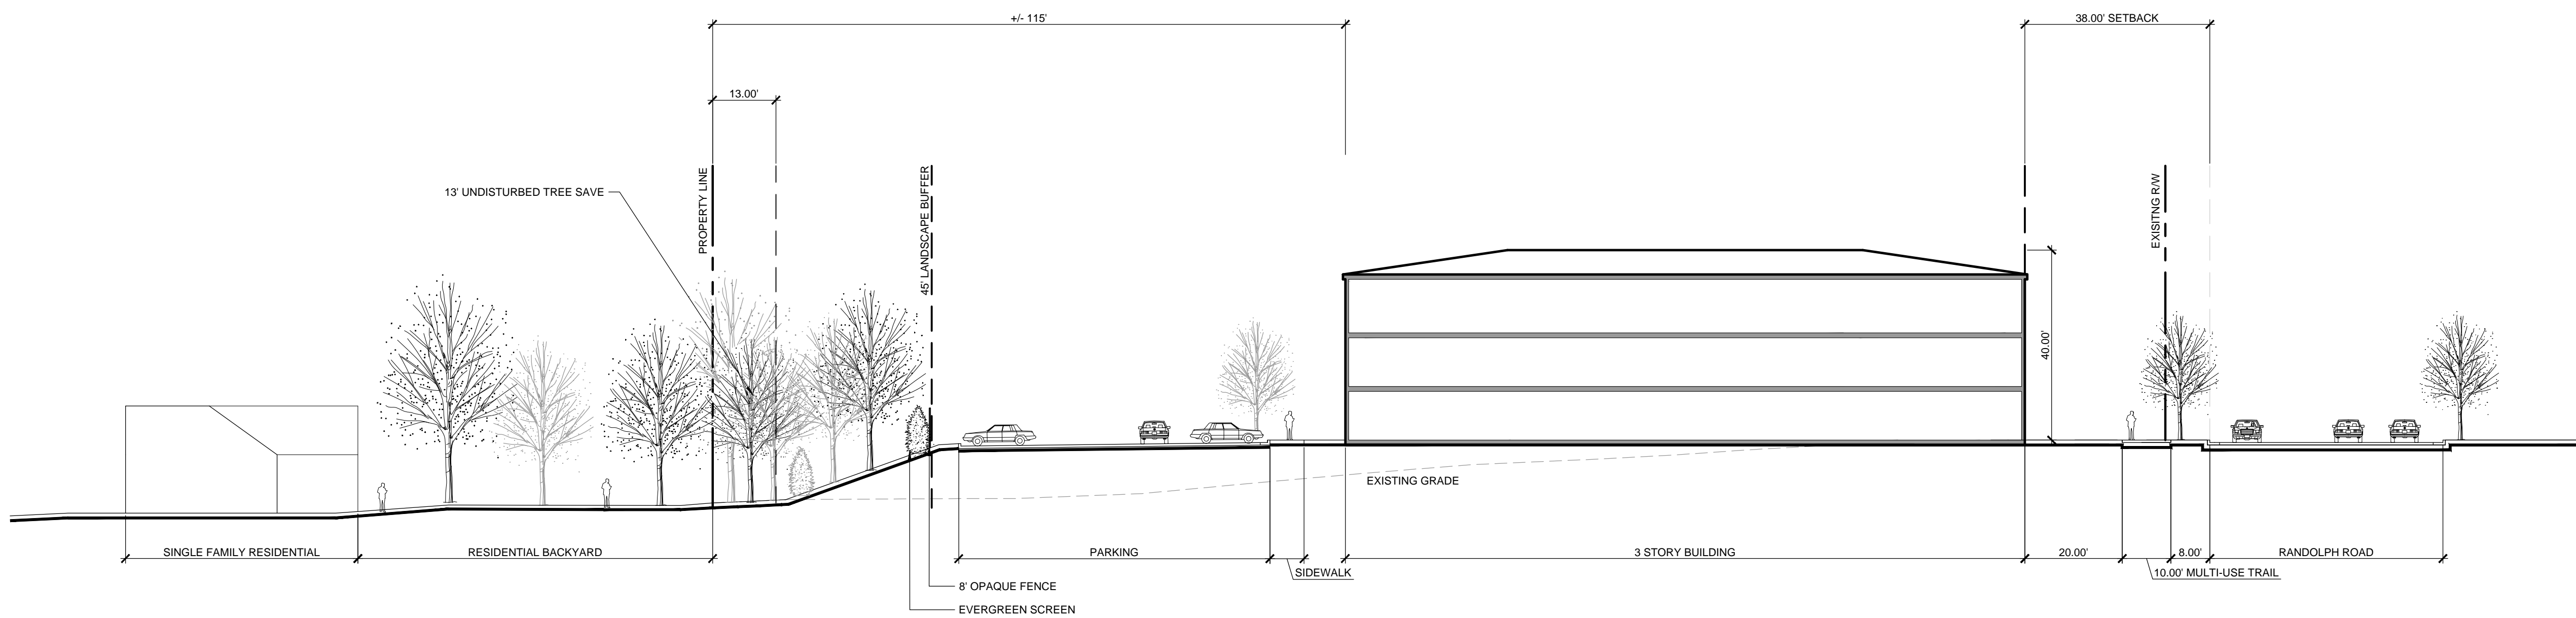 +/- 115'
38.00' SETBACK
13.00'
13' UNDISTURBED TREE SAVE
PROPERTY LINE
45' LANDSCAPE BUFFER
EXISITNG R/W
40.00'
EXISTING GRADE
SINGLE FAMILY RESIDENTIAL
RESIDENTIAL BACKYARD
PARKING
3 STORY BUILDING
20.00'
8.00'
RANDOLPH ROAD
SIDEWALK
10.00' MULTI-USE TRAIL
8' OPAQUE FENCE
EVERGREEN SCREEN